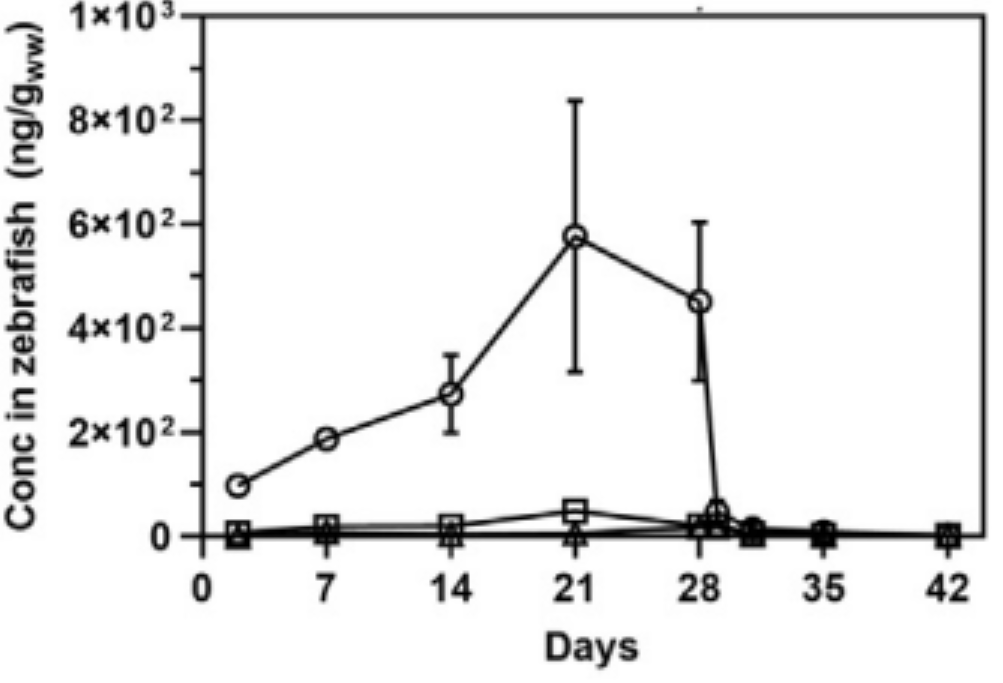 Conc in zebrafish (ng/gww)
1×10³
8×10²
6×10²
4×10²
2×10²
0
0 7 14 21 28 35 42
Days